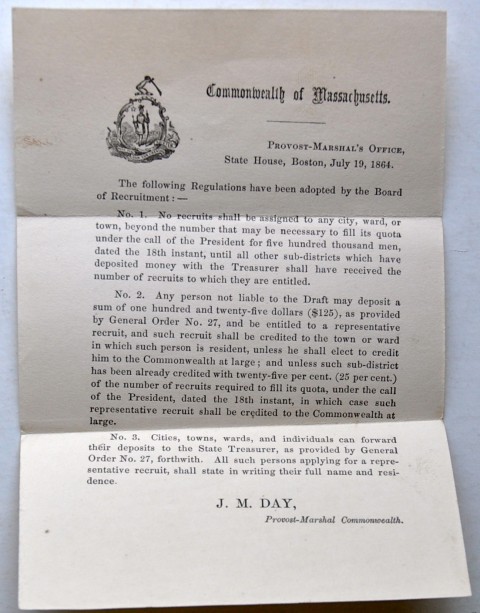 Commonwealth of Massachusetts.
PROVOST-MARSHAL'S OFFICE,
State House, Boston, July 19, 1864.
The following Regulations have been adopted by the Board
of Recruitment : —
No. 1. No recruits shall be assigned to any city, ward, or
town, beyond the number that may be necessary to fill its quota
under the call of the President for five hundred thousand men,
dated the 18th instant, until all other sub-districts which have
deposited money with the Treasurer shall have received the
number of recruits to which they are entitled.
No. 2. Any person not liable to the Draft may deposit a
sum of one hundred and twenty-five dollars ($125), as provided
by General Order No. 27, and be entitled to a representative
recruit, and such recruit shall be credited to the town or ward
in which such person is resident, unless he shall elect to credit
him to the Commonwealth at large ; and unless such sub-district
has been already credited with twenty-five per cent. (25 per cent.)
of the number of recruits required to fill its quota, under the call
of the President, dated the 18th instant, in which case such
representative recruit shall be credited to the Commonwealth at
large.
No. 3. Cities, towns, wards, and individuals can forward
their deposits to the State Treasurer, as provided by General
Order No. 27, forthwith. All such persons applying for a repre-
sentative recruit, shall state in writing their full name and resi-
dence.
J. M. DAY,
Provost-Marshal Commonwealth.